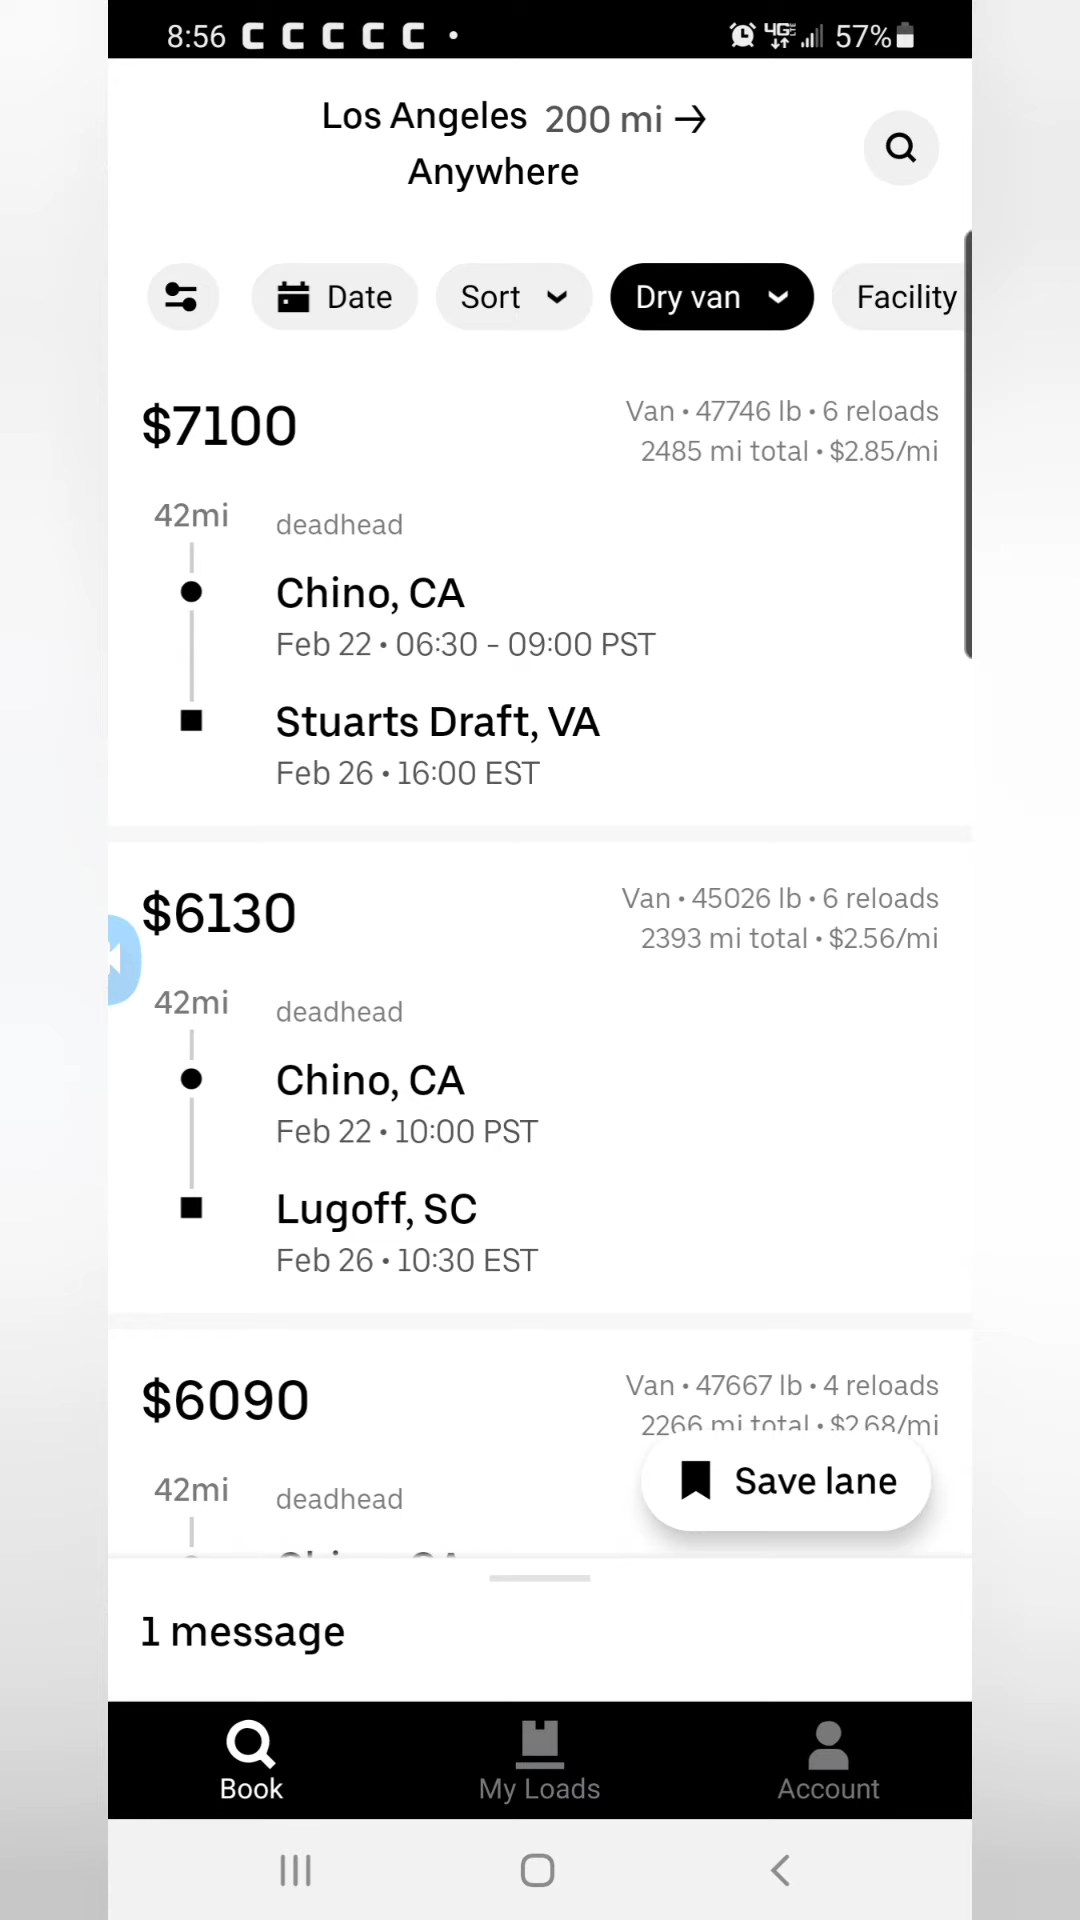 8:56 C C C C C • 4GE 57%
Los Angeles 200 mi →
Anywhere
Date Sort Dry van Facility
$7100
Van • 47746 lb • 6 reloads
2485 mi total • $2.85/mi
42mi deadhead
Chino, CA
Feb 22 • 06:30 - 09:00 PST
Stuarts Draft, VA
Feb 26 • 16:00 EST
$6130
Van • 45026 lb • 6 reloads
2393 mi total • $2.56/mi
42mi deadhead
Chino, CA
Feb 22 • 10:00 PST
Lugoff, SC
Feb 26 • 10:30 EST
$6090
Van • 47667 lb • 4 reloads
2266 mi total • $2.68/mi
42mi deadhead
Save lane
1 message
Book My Loads Account